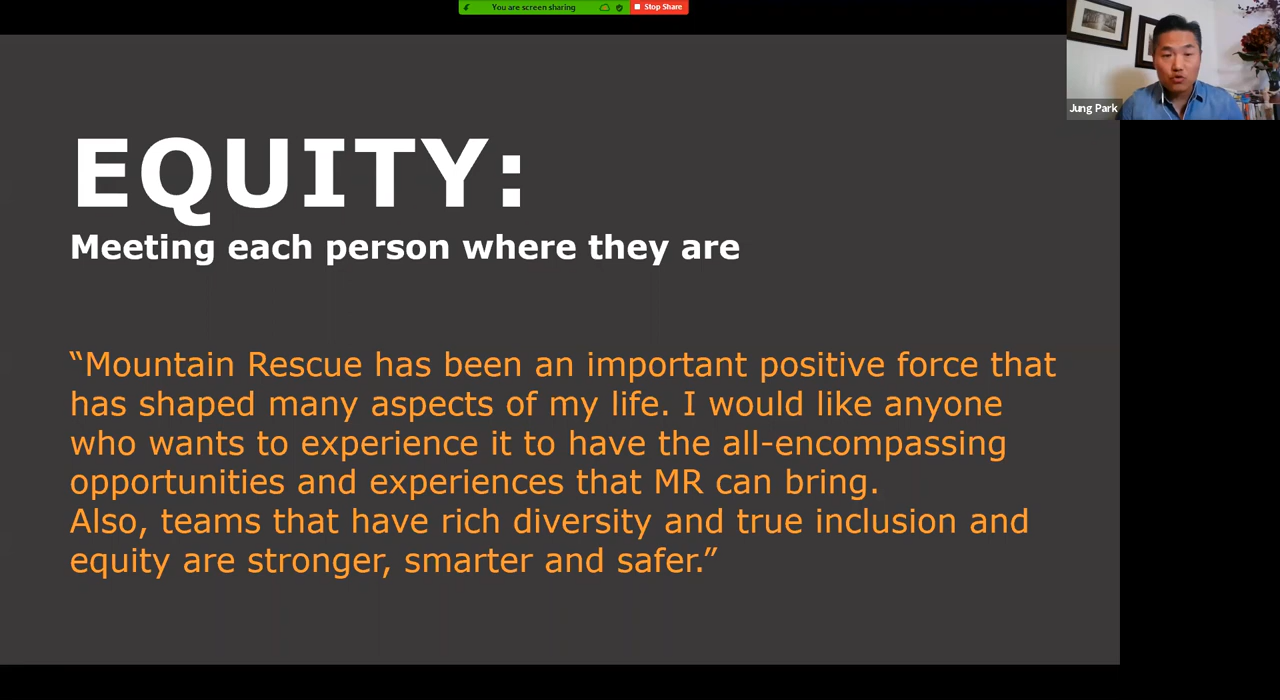 You are screen sharing
Stop Share
Jung Park
EQUITY:
Meeting each person where they are
“Mountain Rescue has been an important positive force that
has shaped many aspects of my life. I would like anyone
who wants to experience it to have the all-encompassing
opportunities and experiences that MR can bring.
Also, teams that have rich diversity and true inclusion and
equity are stronger, smarter and safer.”